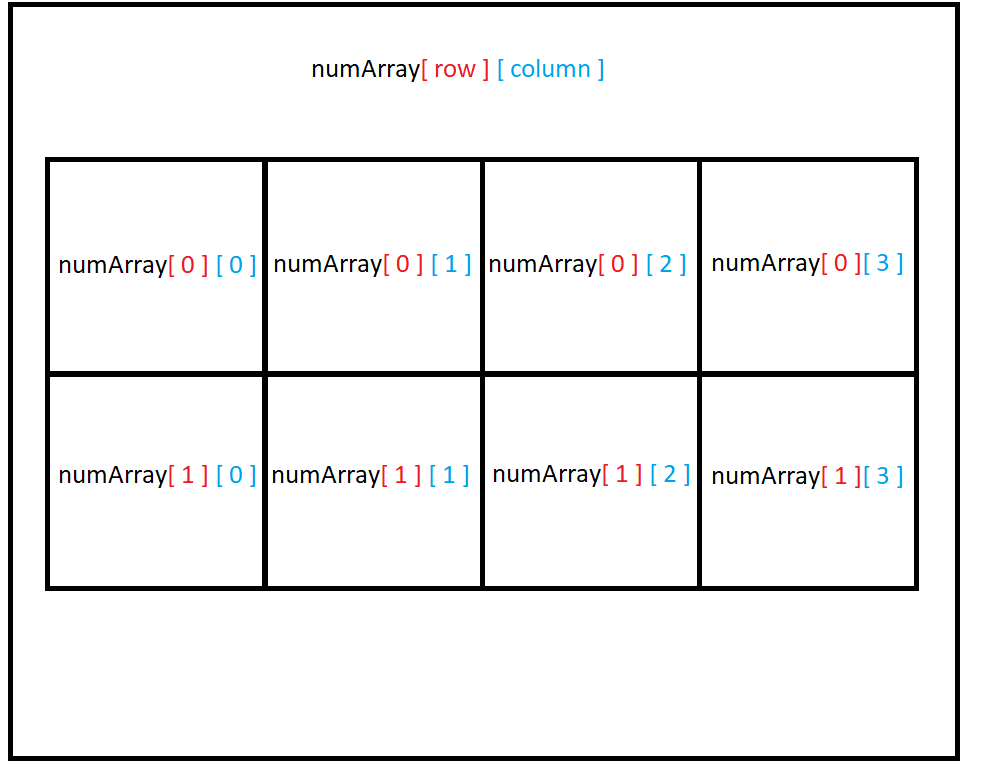 numArray[ row ] [ column ]
numArray[ 0 ] [ 0 ]
numArray[ 0 ] [ 1 ]
numArray[ 0 ] [ 2 ]
numArray[ 0 ][ 3 ]
numArray[ 1 ] [ 0 ]
numArray[ 1 ] [ 1 ]
numArray[ 1 ] [ 2 ]
numArray[ 1 ][ 3 ]